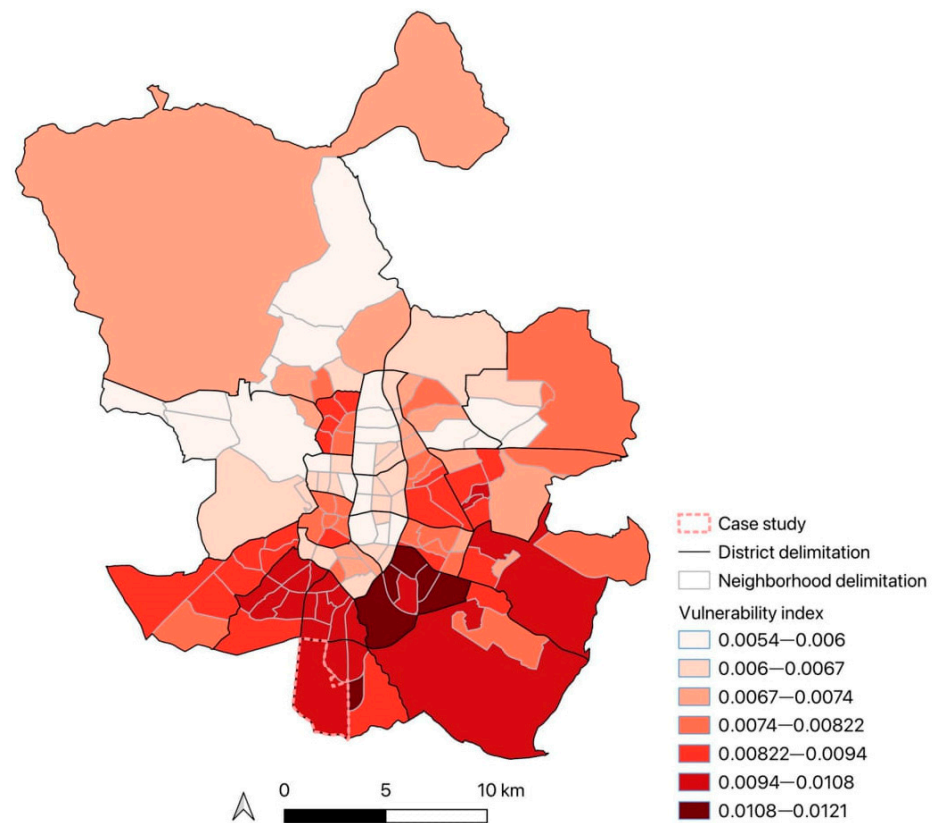 Case study
District delimitation
Neighborhood delimitation
Vulnerability index
0.0054—0.006
0.006—0.0067
0.0067—0.0074
0.0074—0.00822
0.00822—0.0094
0.0094—0.0108
0.0108—0.0121
0 5 10 km